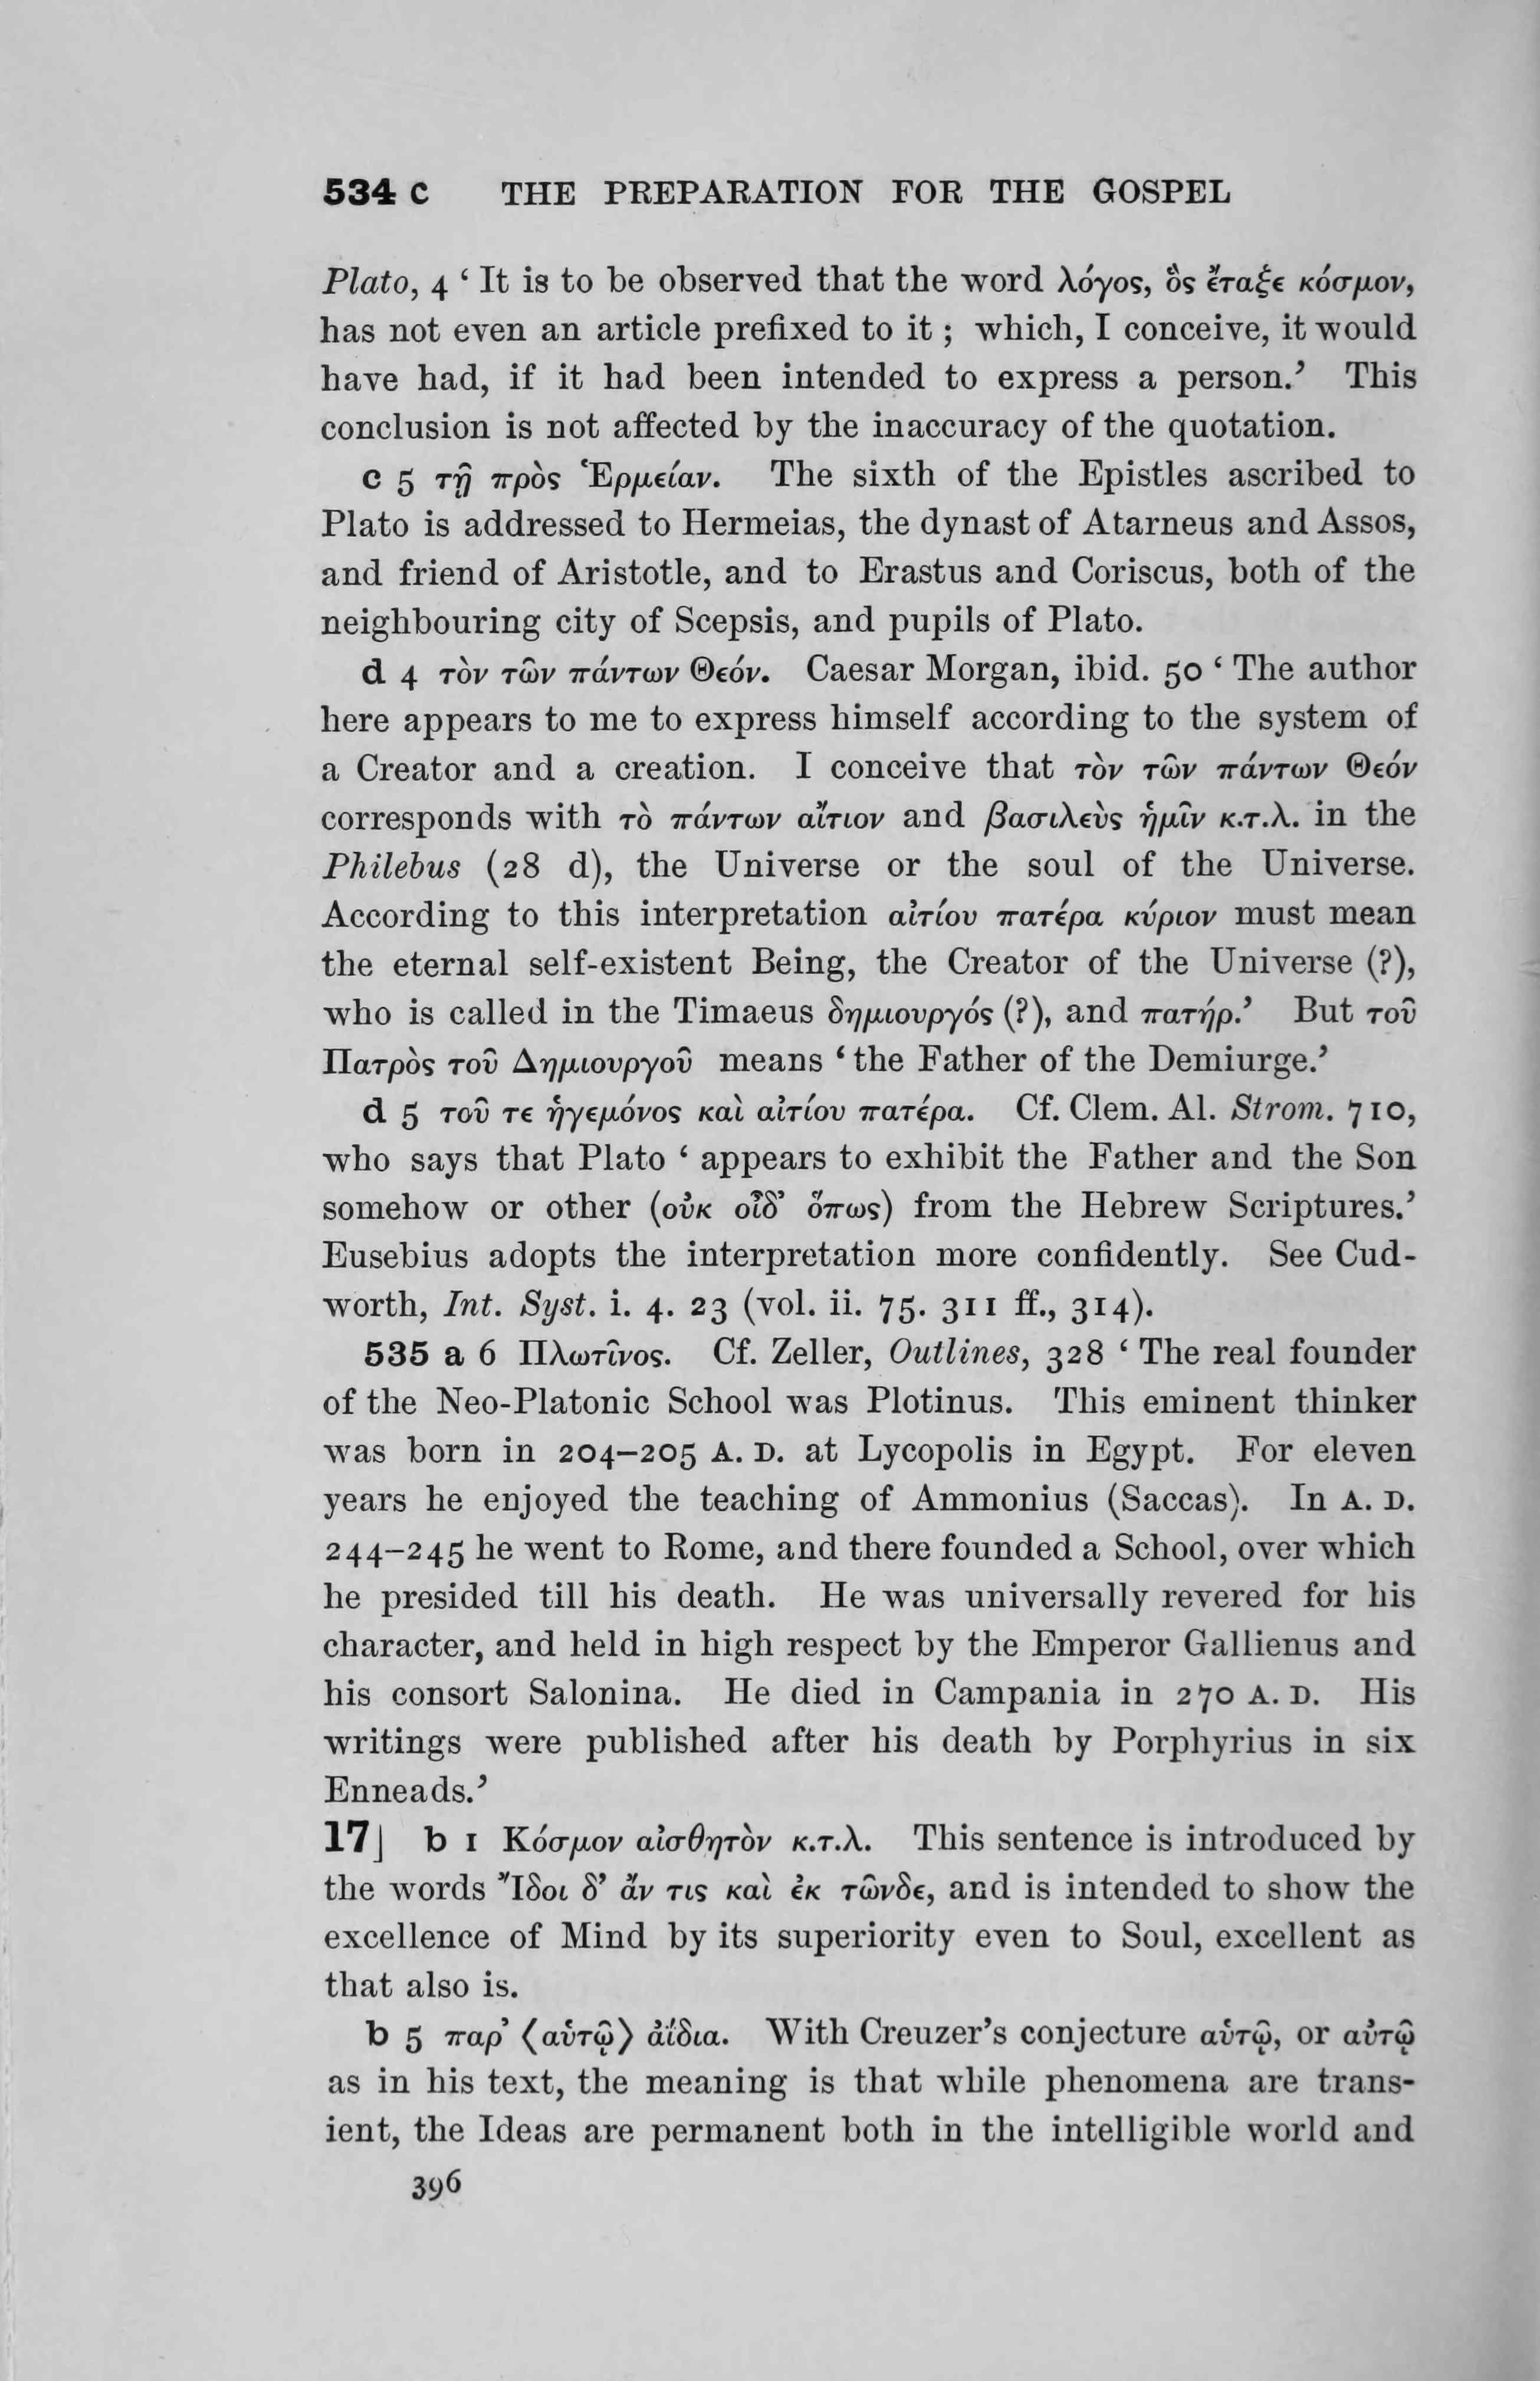 534 c THE PREPARATION FOR THE GOSPEL
Plato, 4 ‘ It is to be observed that the word λόγος, ὃς ἔταξε κόσμον,
has not even an article prefixed to it ; which, I conceive, it would
have had, if it had been intended to express a person.’ This
conclusion is not affected by the inaccuracy of the quotation.
c 5 τῇ πρὸς Ἑρμείαν. The sixth of the Epistles ascribed to
Plato is addressed to Hermeias, the dynast of Atarneus and Assos,
and friend of Aristotle, and to Erastus and Coriscus, both of the
neighbouring city of Scepsis, and pupils of Plato.
d 4 τὸν τῶν πάντων Θεόν. Caesar Morgan, ibid. 50 ‘ The author
here appears to me to express himself according to the system of
a Creator and a creation. I conceive that τὸν τῶν πάντων Θεόν
corresponds with τὸ πάντων αἴτιον and βασιλεὺς ἡμῖν κ.τ.λ. in the
Philebus (28 d), the Universe or the soul of the Universe.
According to this interpretation αἰτίου πατέρα κύριον must mean
the eternal self-existent Being, the Creator of the Universe (?),
who is called in the Timaeus δημιουργός (?), and πατήρ.’ But τοῦ
Πατρὸς τοῦ Δημιουργοῦ means ‘ the Father of the Demiurge.’
d 5 τοῦ τε ἡγεμόνος καὶ αἰτίου πατέρα. Cf. Clem. Al. Strom. 710,
who says that Plato ‘ appears to exhibit the Father and the Son
somehow or other (οὐκ οἶδ’ ὅπως) from the Hebrew Scriptures.’
Eusebius adopts the interpretation more confidently. See Cud-
worth, Int. Syst. i. 4. 23 (vol. ii. 75. 311 ff., 314).
535 a 6 Πλωτῖνος. Cf. Zeller, Outlines, 328 ‘ The real founder
of the Neo-Platonic School was Plotinus. This eminent thinker
was born in 204–205 A. D. at Lycopolis in Egypt. For eleven
years he enjoyed the teaching of Ammonius (Saccas). In A. D.
244–245 he went to Rome, and there founded a School, over which
he presided till his death. He was universally revered for his
character, and held in high respect by the Emperor Gallienus and
his consort Salonina. He died in Campania in 270 A. D. His
writings were published after his death by Porphyrius in six
Enneads.’
17⌋ b 1 Κόσμον αἰσθητὸν κ.τ.λ. This sentence is introduced by
the words Ἴδοι δ’ ἄν τις καὶ ἐκ τῶνδε, and is intended to show the
excellence of Mind by its superiority even to Soul, excellent as
that also is.
b 5 παρ’ ⟨αὑτῷ⟩ ἀΐδια. With Creuzer’s conjecture αὑτῷ, or αὐτῷ
as in his text, the meaning is that while phenomena are trans-
ient, the Ideas are permanent both in the intelligible world and
396